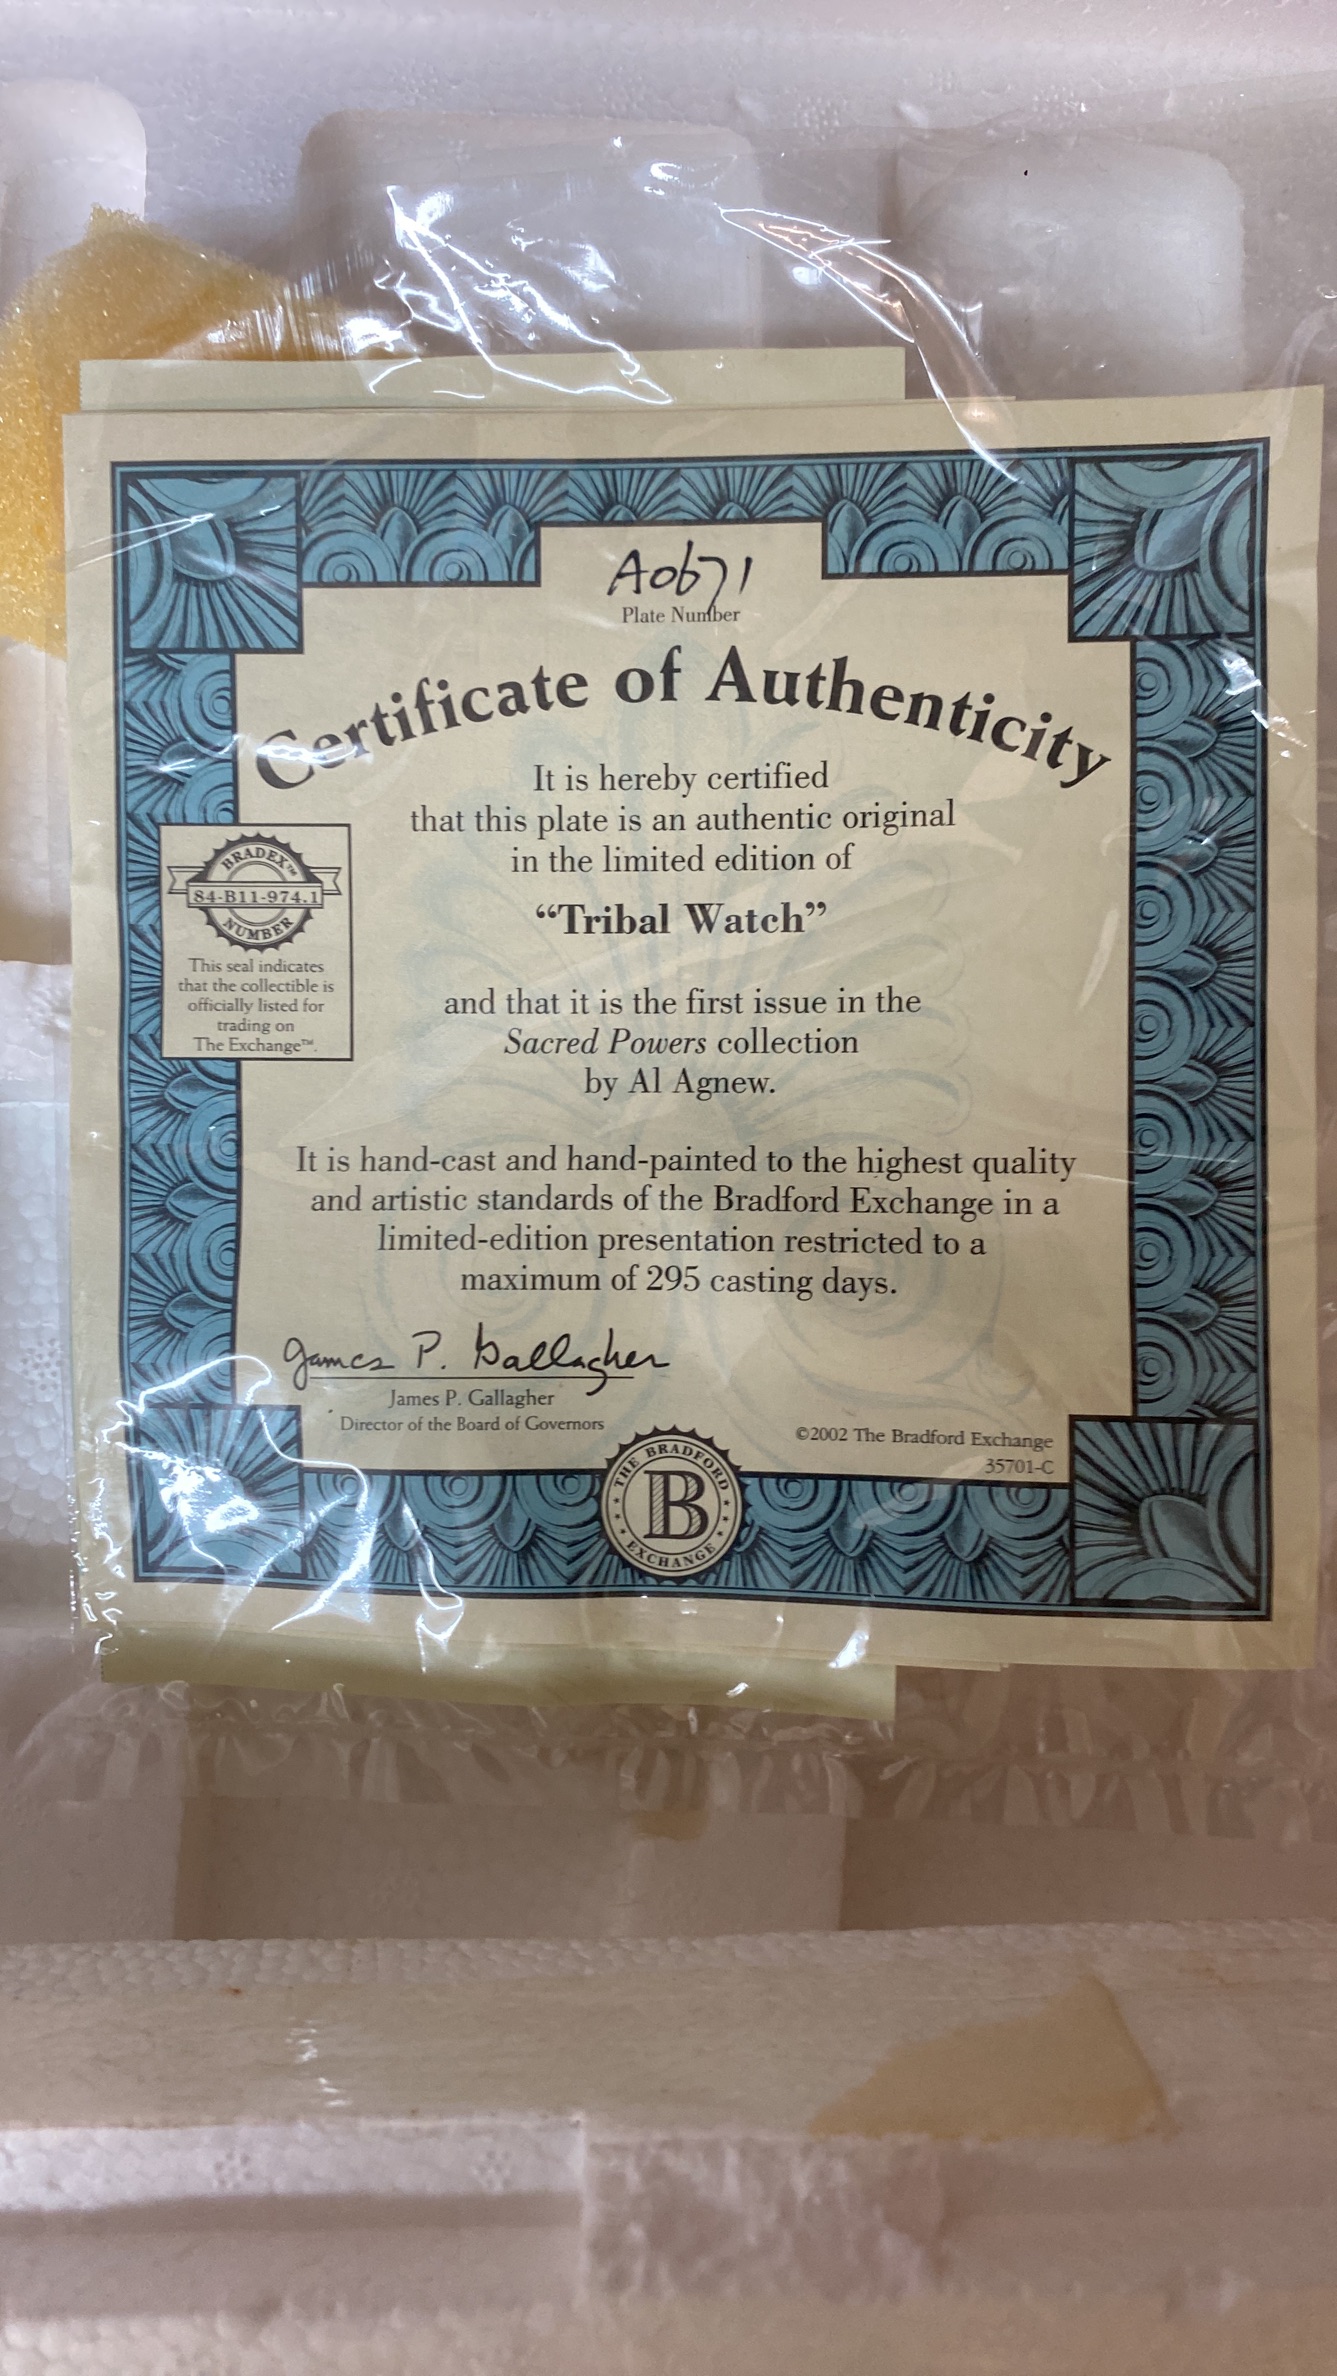 A0671
Plate Number
Certificate of Authenticity
It is hereby certified
that this plate is an authentic original
in the limited edition of
“Tribal Watch”
BRADEX™
84-B11-974.1
NUMBER
This seal indicates
that the collectible is
officially listed for
trading on
The Exchange™.
and that it is the first issue in the
Sacred Powers collection
by Al Agnew.
It is hand-cast and hand-painted to the highest quality
and artistic standards of the Bradford Exchange in a
limited-edition presentation restricted to a
maximum of 295 casting days.
James P. Gallagher
James P. Gallagher
Director of the Board of Governors
©2002 The Bradford Exchange
35701-C
THE BRADFORD
B
EXCHANGE